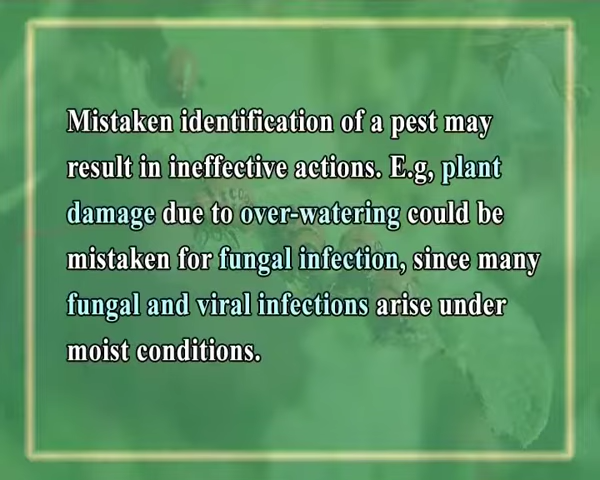 Mistaken identification of a pest may
result in ineffective actions. E.g, plant
damage due to over-watering could be
mistaken for fungal infection, since many
fungal and viral infections arise under
moist conditions.